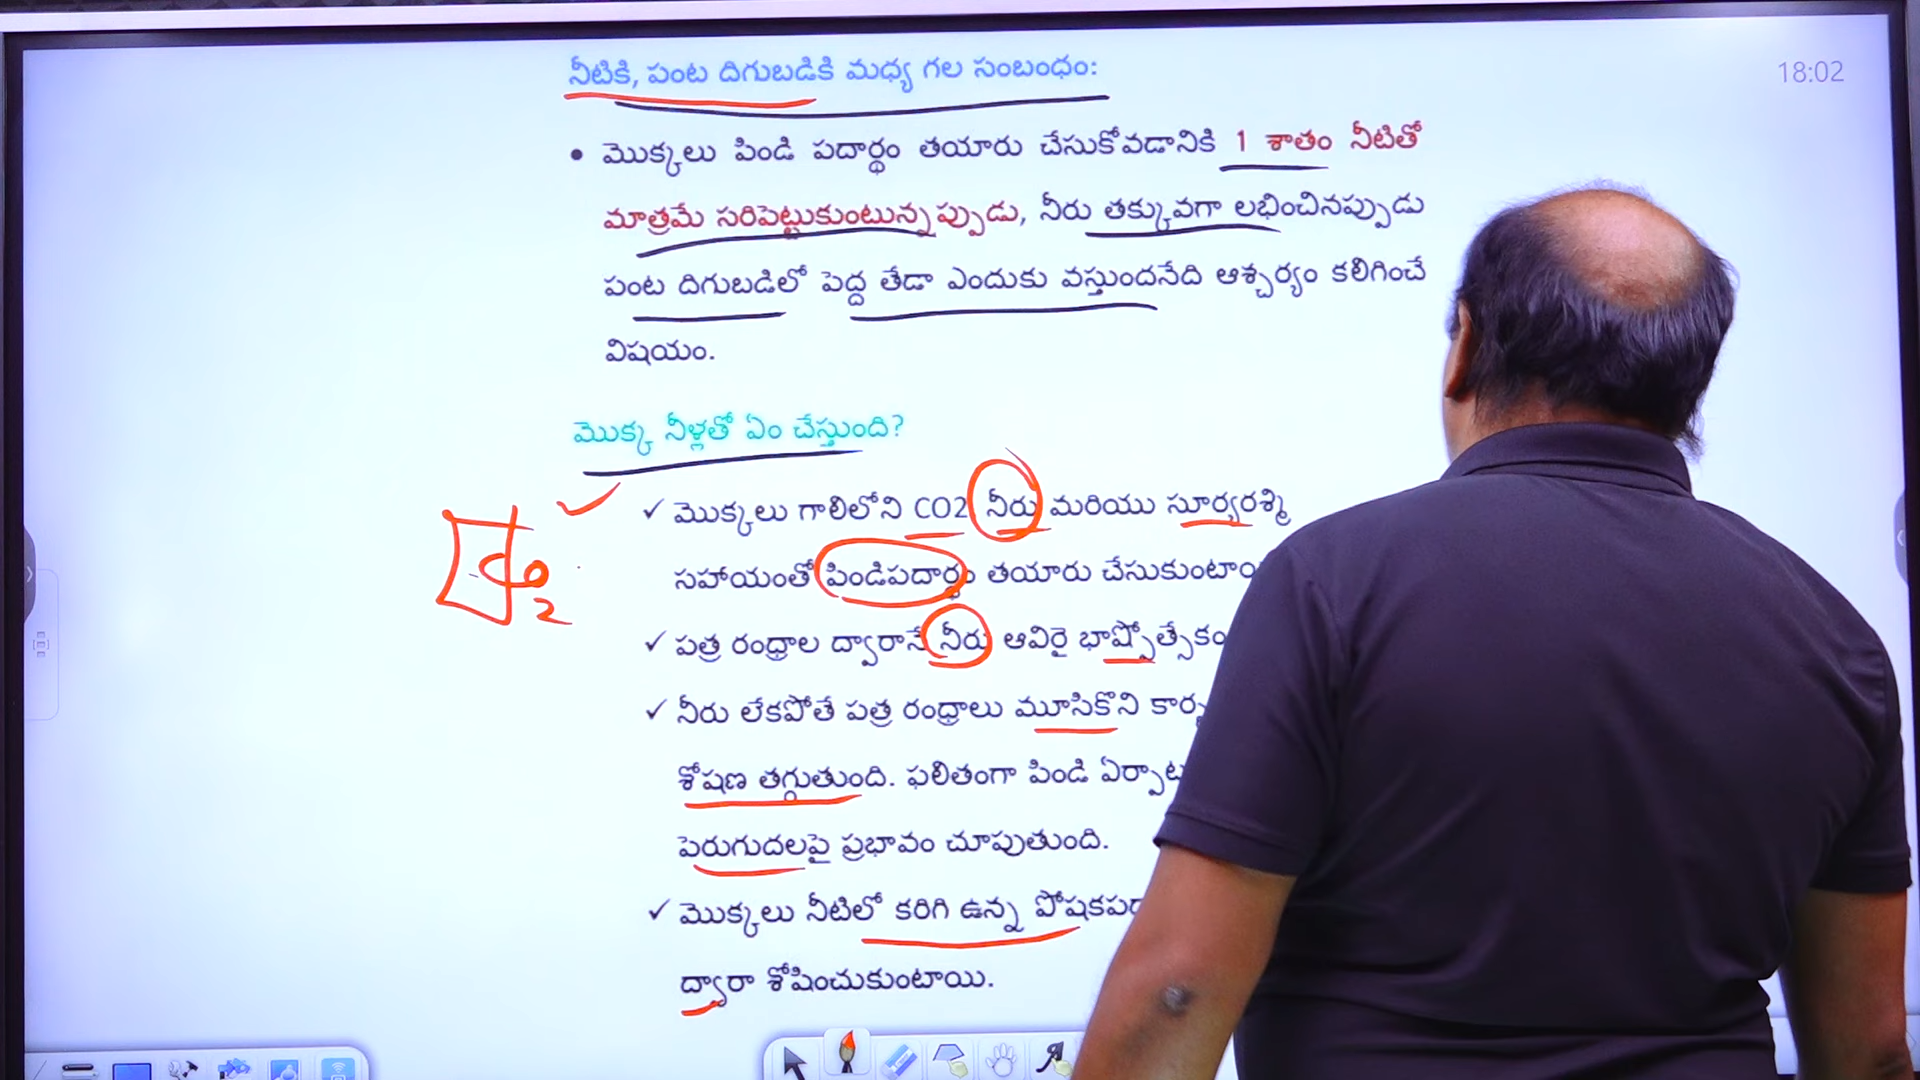 18:02
నీటికి, పంట దిగుబడికి మధ్య గల సంబంధం:
• మొక్కలు పిండి పదార్థం తయారు చేసుకోవడానికి 1 శాతం నీటితో
మాత్రమే సరిపెట్టుకుంటున్నప్పుడు, నీరు తక్కువగా లభించినప్పుడు
పంట దిగుబడిలో పెద్ద తేడా ఎందుకు వస్తుందనేది ఆశ్చర్యం కలిగించే
విషయం.
మొక్క నీళ్లతో ఏం చేస్తుంది?
✓ మొక్కలు గాలిలోని CO2 నీరు మరియు సూర్యరశ్మి
సహాయంతో పిండిపదార్థం తయారు చేసుకుంటాం
✓ పత్ర రంధ్రాల ద్వారానే నీరు ఆవిరై భాష్పోత్సేకం
✓ నీరు లేకపోతే పత్ర రంధ్రాలు మూసికొని
శోషణ తగ్గుతుంది. ఫలితంగా పిండి
పెరుగుదలపై ప్రభావం చూపుతుంది.
✓ మొక్కలు నీటిలో కరిగి ఉన్న
ద్వారా శోషించుకుంటాయి.